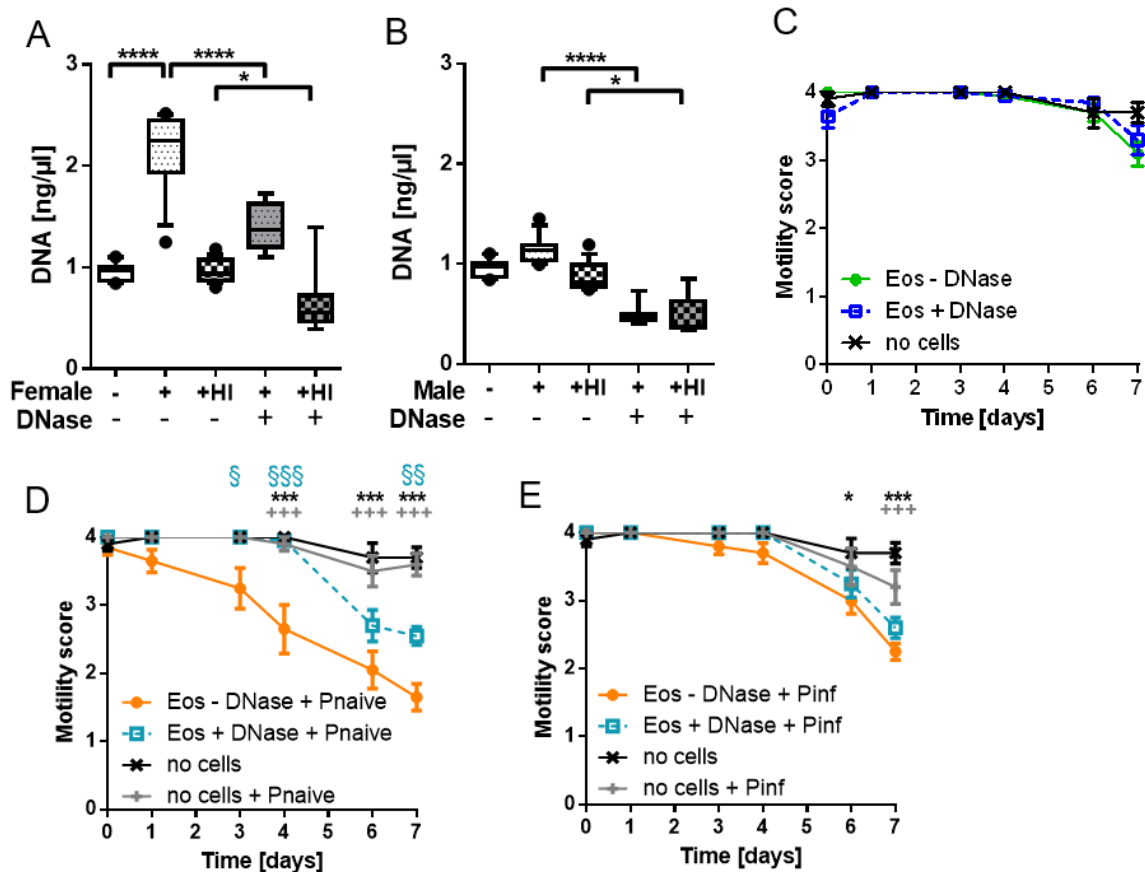 A
****
****
*
3
2
1
0
DNA [ng/µl]
Female - + +HI + +HI
DNase - - - + +
B
****
*
3
2
1
0
DNA [ng/µl]
Male - + +HI + +HI
DNase - - - + +
C
4
3
2
1
0
Motility score
Eos - DNase
Eos + DNase
no cells
0 1 2 3 4 5 6 7
Time [days]
D
§ §§§ §§
*** *** ***
+++ +++ +++
4
3
2
1
0
Motility score
Eos - DNase + Pnaive
Eos + DNase + Pnaive
no cells
no cells + Pnaive
0 1 2 3 4 5 6 7
Time [days]
E
* ***
+++
4
3
2
1
0
Motility score
Eos - DNase + Pinf
Eos + DNase + Pinf
no cells
no cells + Pinf
0 1 2 3 4 5 6 7
Time [days]